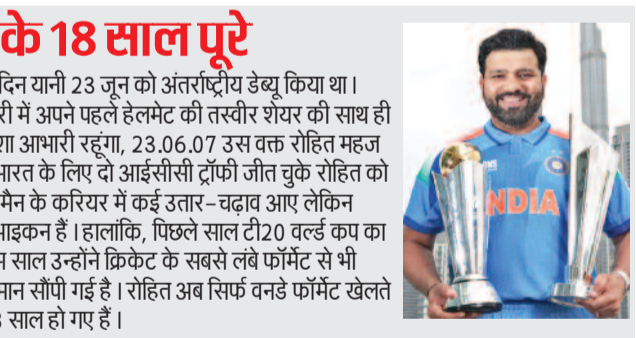 के 18 साल पूरे
दिन यानी 23 जून को अंतर्राष्ट्रीय डेब्यू किया था ।
री में अपने पहले हेलमेट की तस्वीर शेयर की साथ ही
शा आभारी रहूंगा, 23.06.07 उस वक्त रोहित महज
भारत के लिए दो आईसीसी ट्रॉफी जीत चुके रोहित को
मैन के करियर में कई उतार-चढ़ाव आए लेकिन
आइकन हैं । हालांकि, पिछले साल टी20 वर्ल्ड कप का
साल उन्होंने क्रिकेट के सबसे लंबे फॉर्मेट से भी
मान सौंपी गई है । रोहित अब सिर्फ वनडे फॉर्मेट खेलते
साल हो गए हैं ।
INDIA